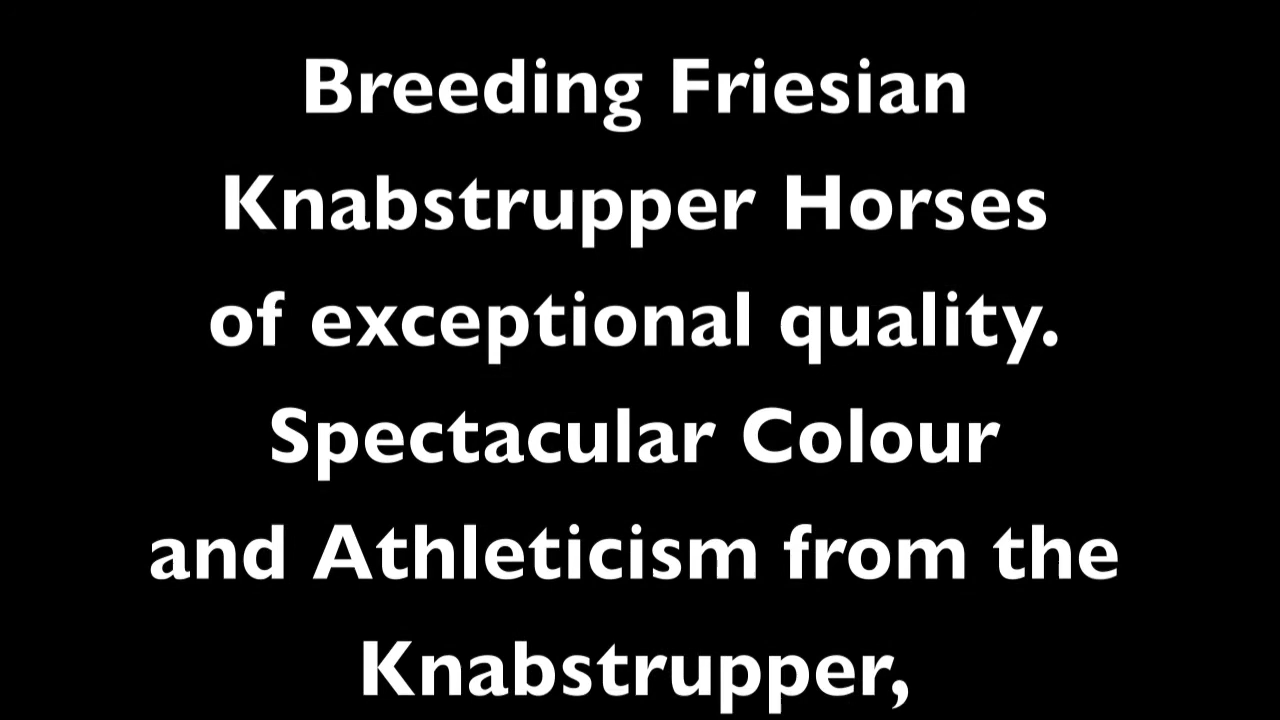 Breeding Friesian
Knabstrupper Horses
of exceptional quality.
Spectacular Colour
and Athleticism from the
Knabstrupper,